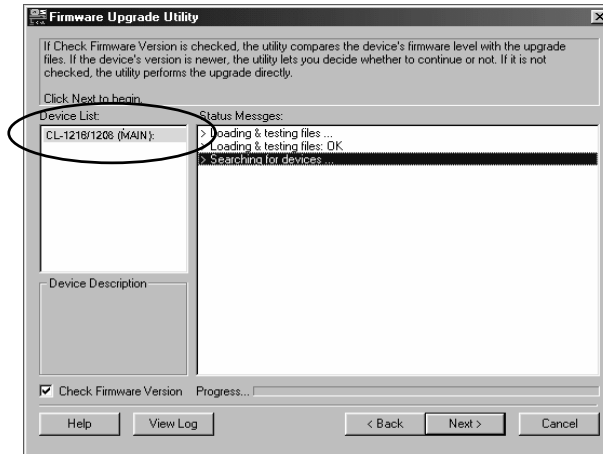 Firmware Upgrade Utility
If Check Firmware Version is checked, the utility compares the device's firmware level with the upgrade
files. If the device's version is newer, the utility lets you decide whether to continue or not. If it is not
checked, the utility performs the upgrade directly.
Click Next to begin.
Device List:
CL-1216/1208 (MAIN):
Status Messges:
> Loading & testing files ...
> Loading & testing files: OK
> Searching for devices ...
Device Description
Check Firmware Version
Progress...
Help
View Log
< Back
Next >
Cancel